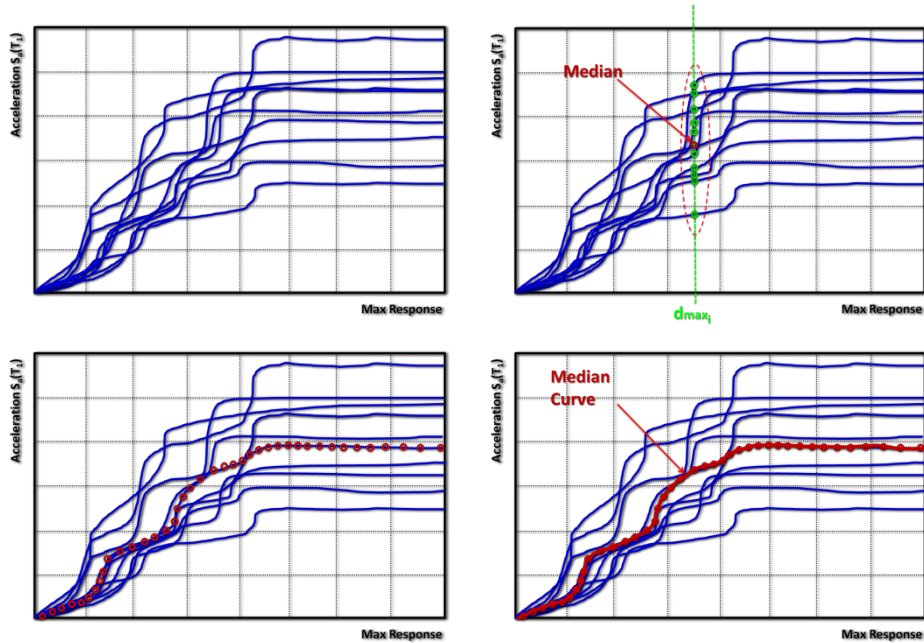 Acceleration Sₐ(T₁)
Max Response
Acceleration Sₐ(T₁)
Median
Max Response
dmaxᵢ
Acceleration Sₐ(T₁)
Max Response
Acceleration Sₐ(T₁)
Median
Curve
Max Response